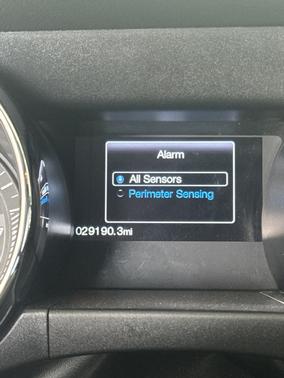 Alarm
All Sensors
Perimeter Sensing
029190.3mi